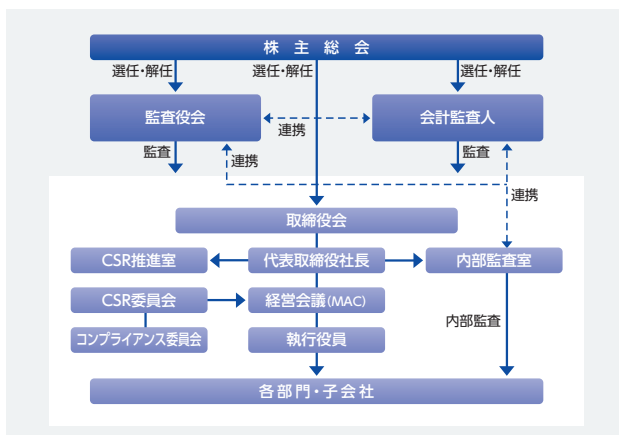 株主総会
選任・解任
選任・解任
選任・解任
監査役会
会計監査人
連携
監査
監査
連携
連携
取締役会
CSR推進室
代表取締役社長
内部監査室
CSR委員会
経営会議(MAC)
内部監査
コンプライアンス委員会
執行役員
各部門・子会社